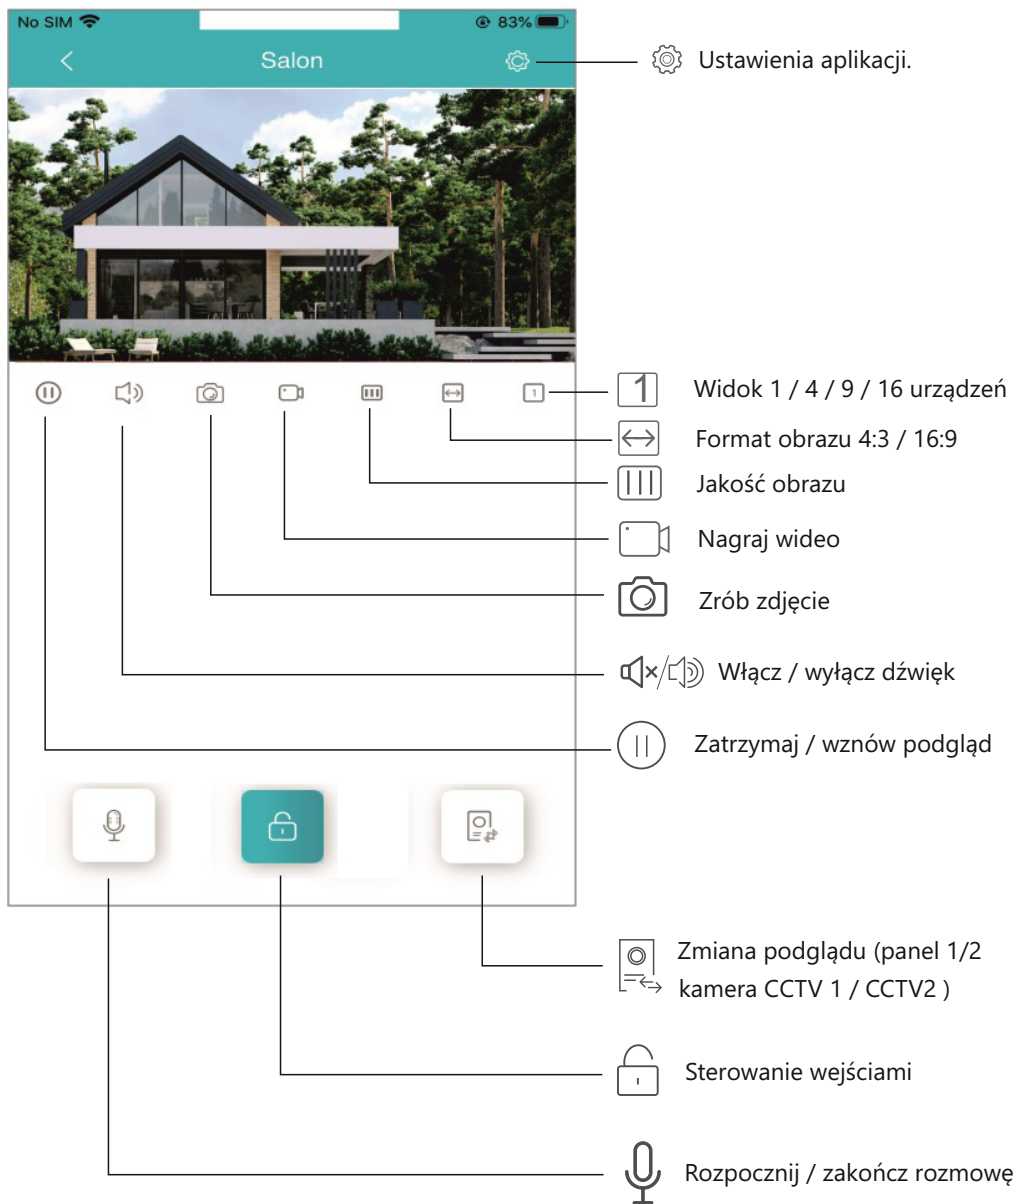 No SIM 83%
Salon
Ustawienia aplikacji.
1
1 Widok 1 / 4 / 9 / 16 urządzeń
Format obrazu 4:3 / 16:9
Jakość obrazu
Nagraj wideo
Zrób zdjęcie
Włącz / wyłącz dźwięk
Zatrzymaj / wznów podgląd
Zmiana podglądu (panel 1/2
kamera CCTV 1 / CCTV2 )
Sterowanie wejściami
Rozpocznij / zakończ rozmowę